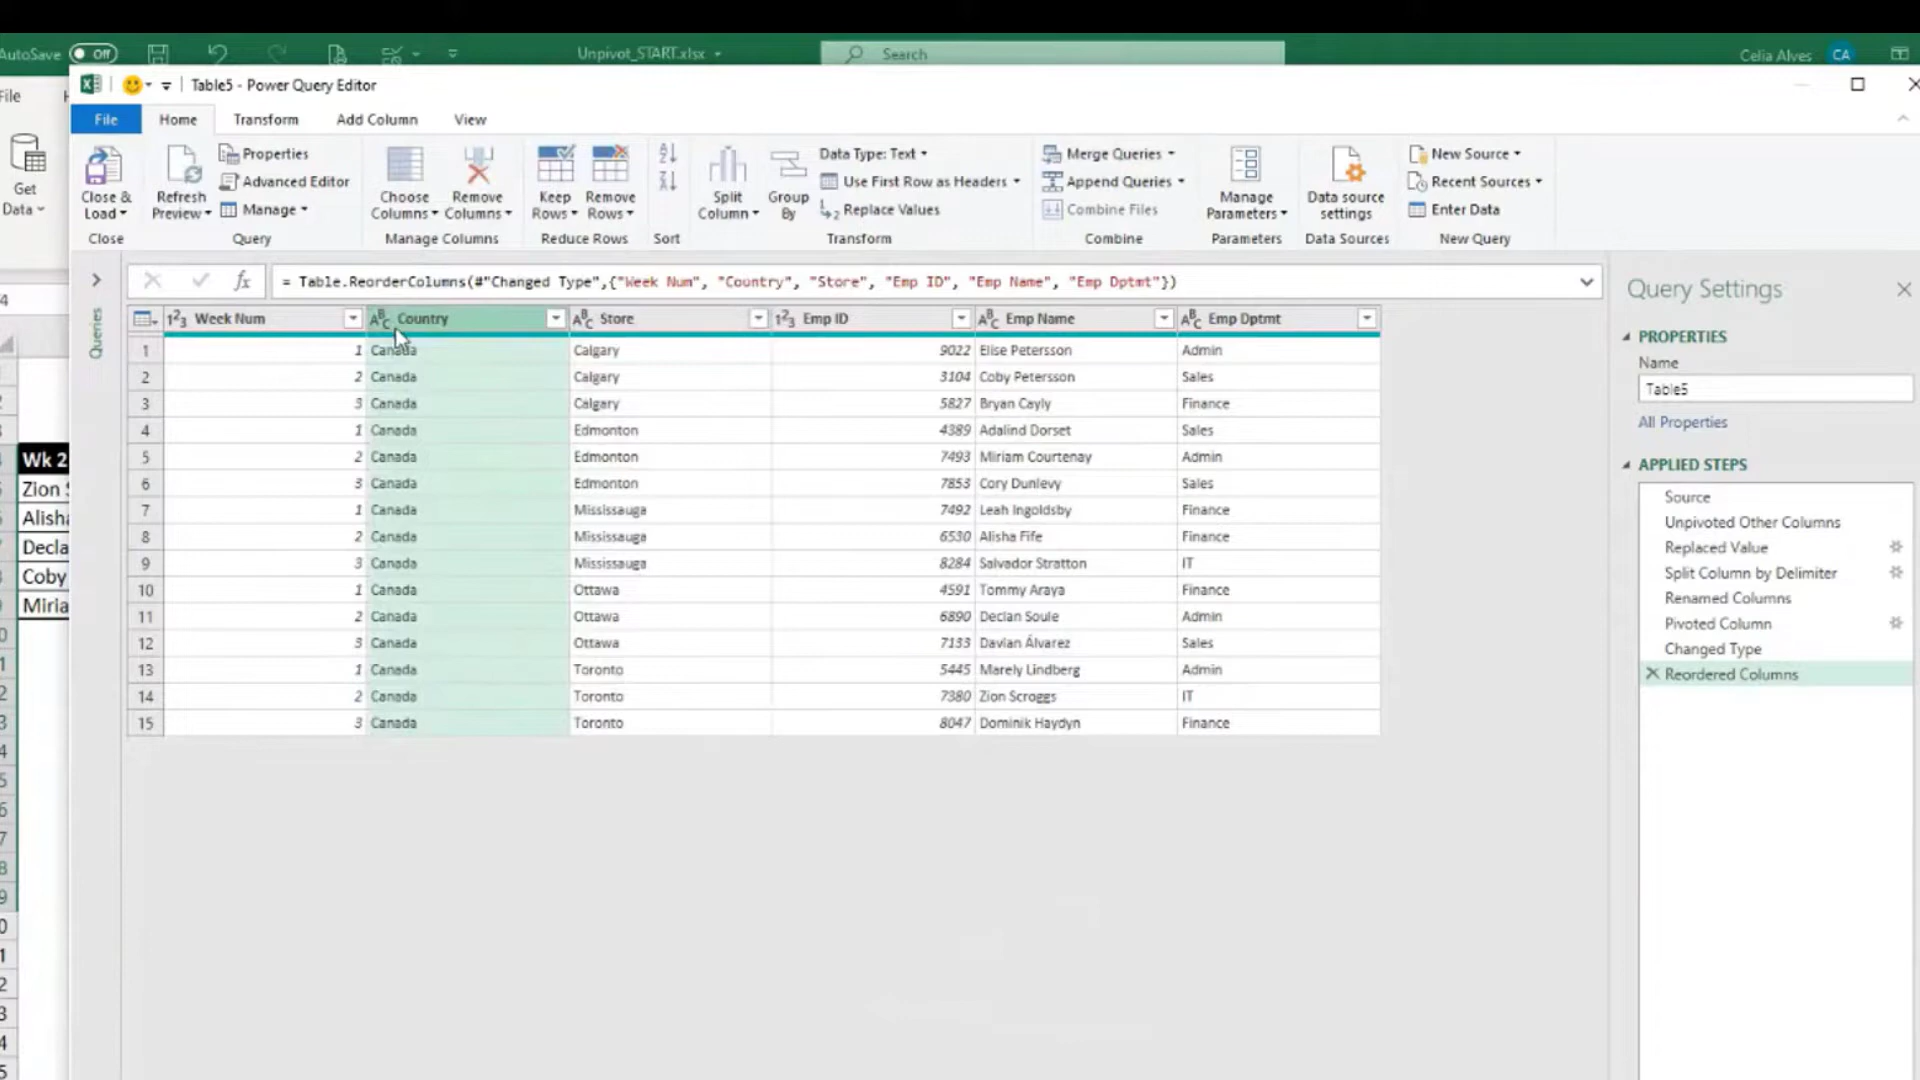 AutoSave Off Unpivot_START.xlsx Search Celia Alves CA
Table5 - Power Query Editor
File
File Home Transform Add Column View
Get Data
Close & Load
Refresh Preview
Properties
Advanced Editor
Manage
Choose Columns
Remove Columns
Keep Rows
Remove Rows
Split Column
Group By
Data Type: Text
Use First Row as Headers
Replace Values
Merge Queries
Append Queries
Combine Files
Manage Parameters
Data source settings
New Source
Recent Sources
Enter Data
Close Query Manage Columns Reduce Rows Sort Transform Combine Parameters Data Sources New Query
= Table.ReorderColumns(#"Changed Type",{"Week Num", "Country", "Store", "Emp ID", "Emp Name", "Emp Dptmt"})
Queries
Week Num Country Store Emp ID Emp Name Emp Dptmt
1 1 Canada Calgary 9022 Elise Petersson Admin
2 2 Canada Calgary 3104 Coby Petersson Sales
3 3 Canada Calgary 5827 Bryan Cayly Finance
4 1 Canada Edmonton 4389 Adalind Dorset Sales
5 2 Canada Edmonton 7493 Miriam Courtenay Admin
6 3 Canada Edmonton 7853 Cory Dunlevy Sales
7 1 Canada Mississauga 7492 Leah Ingoldsby Finance
8 2 Canada Mississauga 6530 Alisha Fife Finance
9 3 Canada Mississauga 8284 Salvador Stratton IT
10 1 Canada Ottawa 4591 Tommy Araya Finance
11 2 Canada Ottawa 6890 Declan Soule Admin
12 3 Canada Ottawa 7133 Davian Álvarez Sales
13 1 Canada Toronto 5445 Marely Lindberg Admin
14 2 Canada Toronto 7380 Zion Scroggs IT
15 3 Canada Toronto 8047 Dominik Haydyn Finance
Wk 2
Zion S
Alisha
Decla
Coby
Miria
Query Settings
PROPERTIES
Name
Table5
All Properties
APPLIED STEPS
Source
Unpivoted Other Columns
Replaced Value
Split Column by Delimiter
Renamed Columns
Pivoted Column
Changed Type
Reordered Columns